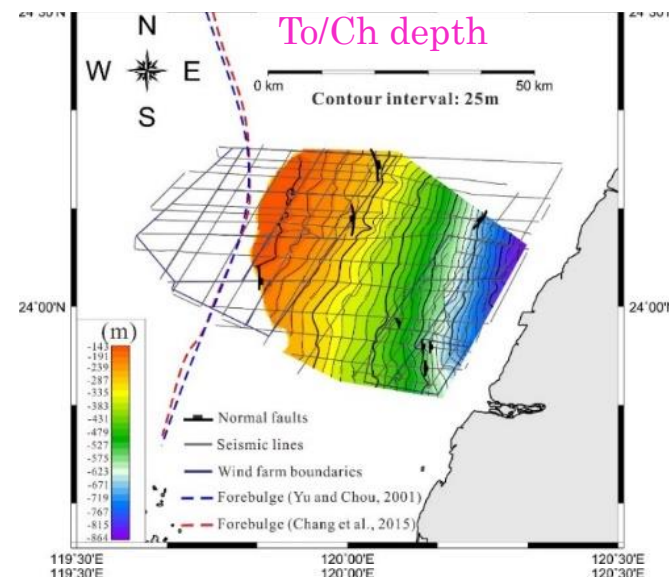 24°30'N
To/Ch depth
24°30'N
N
W E
S
0 km 50 km
Contour interval: 25m
24°00'N
24°00'N
(m)
-143
-191
-239
-287
-335
-383
-431
-479
-527
-575
-623
-671
-719
-767
-815
-864
Normal faults
Seismic lines
Wind farm boundaries
Forebulge (Yu and Chou, 2001)
Forebulge (Chang et al., 2015)
119°30'E 120°00'E 120°30'E
119°30'E 120°00'E 120°30'E